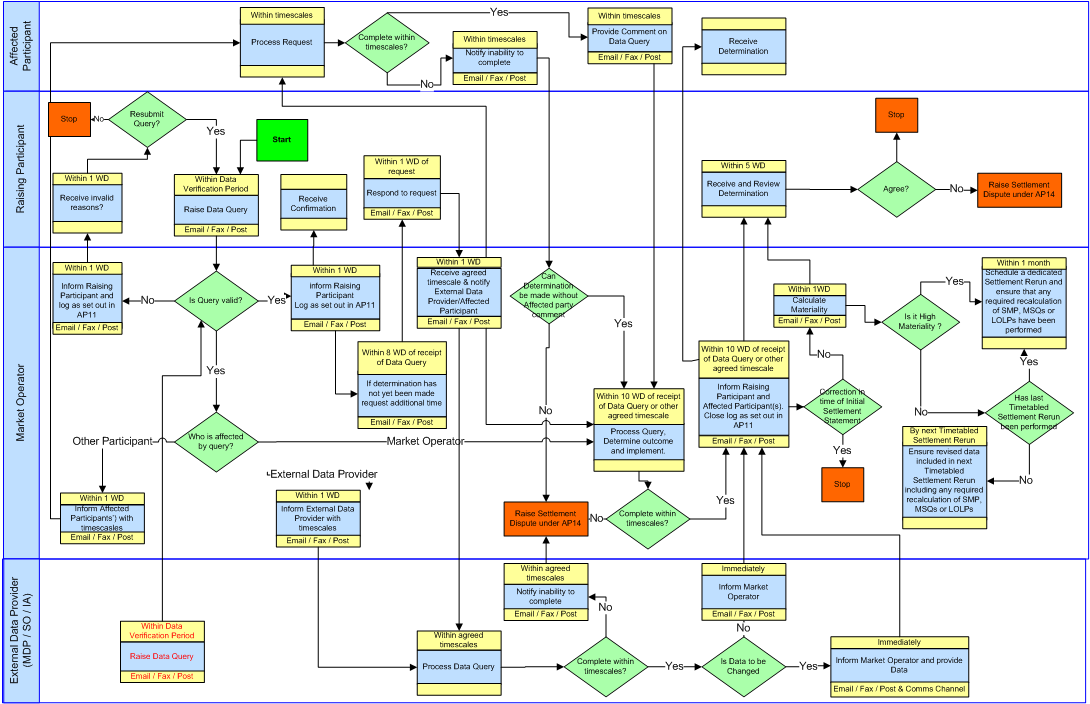 Affected
Participant
Within timescales
Process Request
Complete within
timescales?
Yes
No
Within timescales
Notify inability to
complete
Email / Fax / Post
Within timescales
Provide Comment on
Data Query
Email / Fax / Post
Receive
Determination
Raising Participant
Stop
No
Resubmit
Query?
Yes
Start
Within 1 WD
Receive invalid
reasons?
Within Data
Verification Period
Raise Data Query
Email / Fax / Post
Receive
Confirmation
Within 1 WD of
request
Respond to request
Email / Fax / Post
Within 5 WD
Receive and Review
Determination
Stop
Agree?
No
Raise Settlement
Dispute under AP14
Market Operator
Within 1 WD
Inform Raising
Participant and
log as set out in
AP11
Email / Fax / Post
No
Is Query valid?
Yes
Within 1 WD
inform Raising
Participant
Log as set out in AP11
Email / Fax / Post
Within 1 WD
Receive agreed
timescale & notify
External Data
Provider/Affected
Participant
Email / Fax / Post
Can
Determination
be made without
Affected party
comment
Yes
No
Within 8 WD of receipt
of Data Query
If determination has
not yet been made
request additional time
Email / Fax / Post
Yes
Who is affected
by query?
Other Participant
Market Operator
External Data Provider
Within 1 WD
Inform Affected
Participants') with
timescasles
Email / Fax / Post
Within 1 WD
Inform External Data
Provider with
timescales
Email / Fax / Post
Within 10 WD of receipt
of Data Query or other
agreed timescale
Process Query,
Determine outcome
and implement.
Raise Settlement
Dispute under AP14
No
Complete within
timescales?
Yes
Within 10 WD of receipt
of Data Query or other
agreed timescale
Inform Raising
Participant and
Affected Participant(s).
Close log as set out in
AP11
Email / Fax / Post
Within 1WD
Calculate
Materiality
Email / Fax / Post
No
Correction in
time of Initial
Settlement
Statement
Yes
Stop
Is it High
Materiality ?
Yes
No
Within 1 month
Schedule a dedicated
Settlement Rerun and
ensure that any
required recalculation
of SMP, MSQs or
LOLPs have been
performed
Yes
Has last
Timetabled
Settlement Rerun
been performed
No
By next Timetabled
Settlement Rerun
Ensure revised data
included in next
Timetabled
Settlement Rerun
including any required
recalculation of SMP,
MSQs or LOLPs
External Data Provider
(MDP / SO / IA)
Within Data
Verification Period
Raise Data Query
Email / Fax / Post
Within agreed
timescales
Process Data Query
Within agreed
timescales
Notify inability to
complete
Email / Fax / Post
No
Complete within
timescales?
Yes
Immediately
Inform Market
Operator
Email / Fax / Post
No
Is Data to be
Changed
Yes
Immediately
Inform Market Operator and provide
Data
Email / Fax / Post & Comms Channel